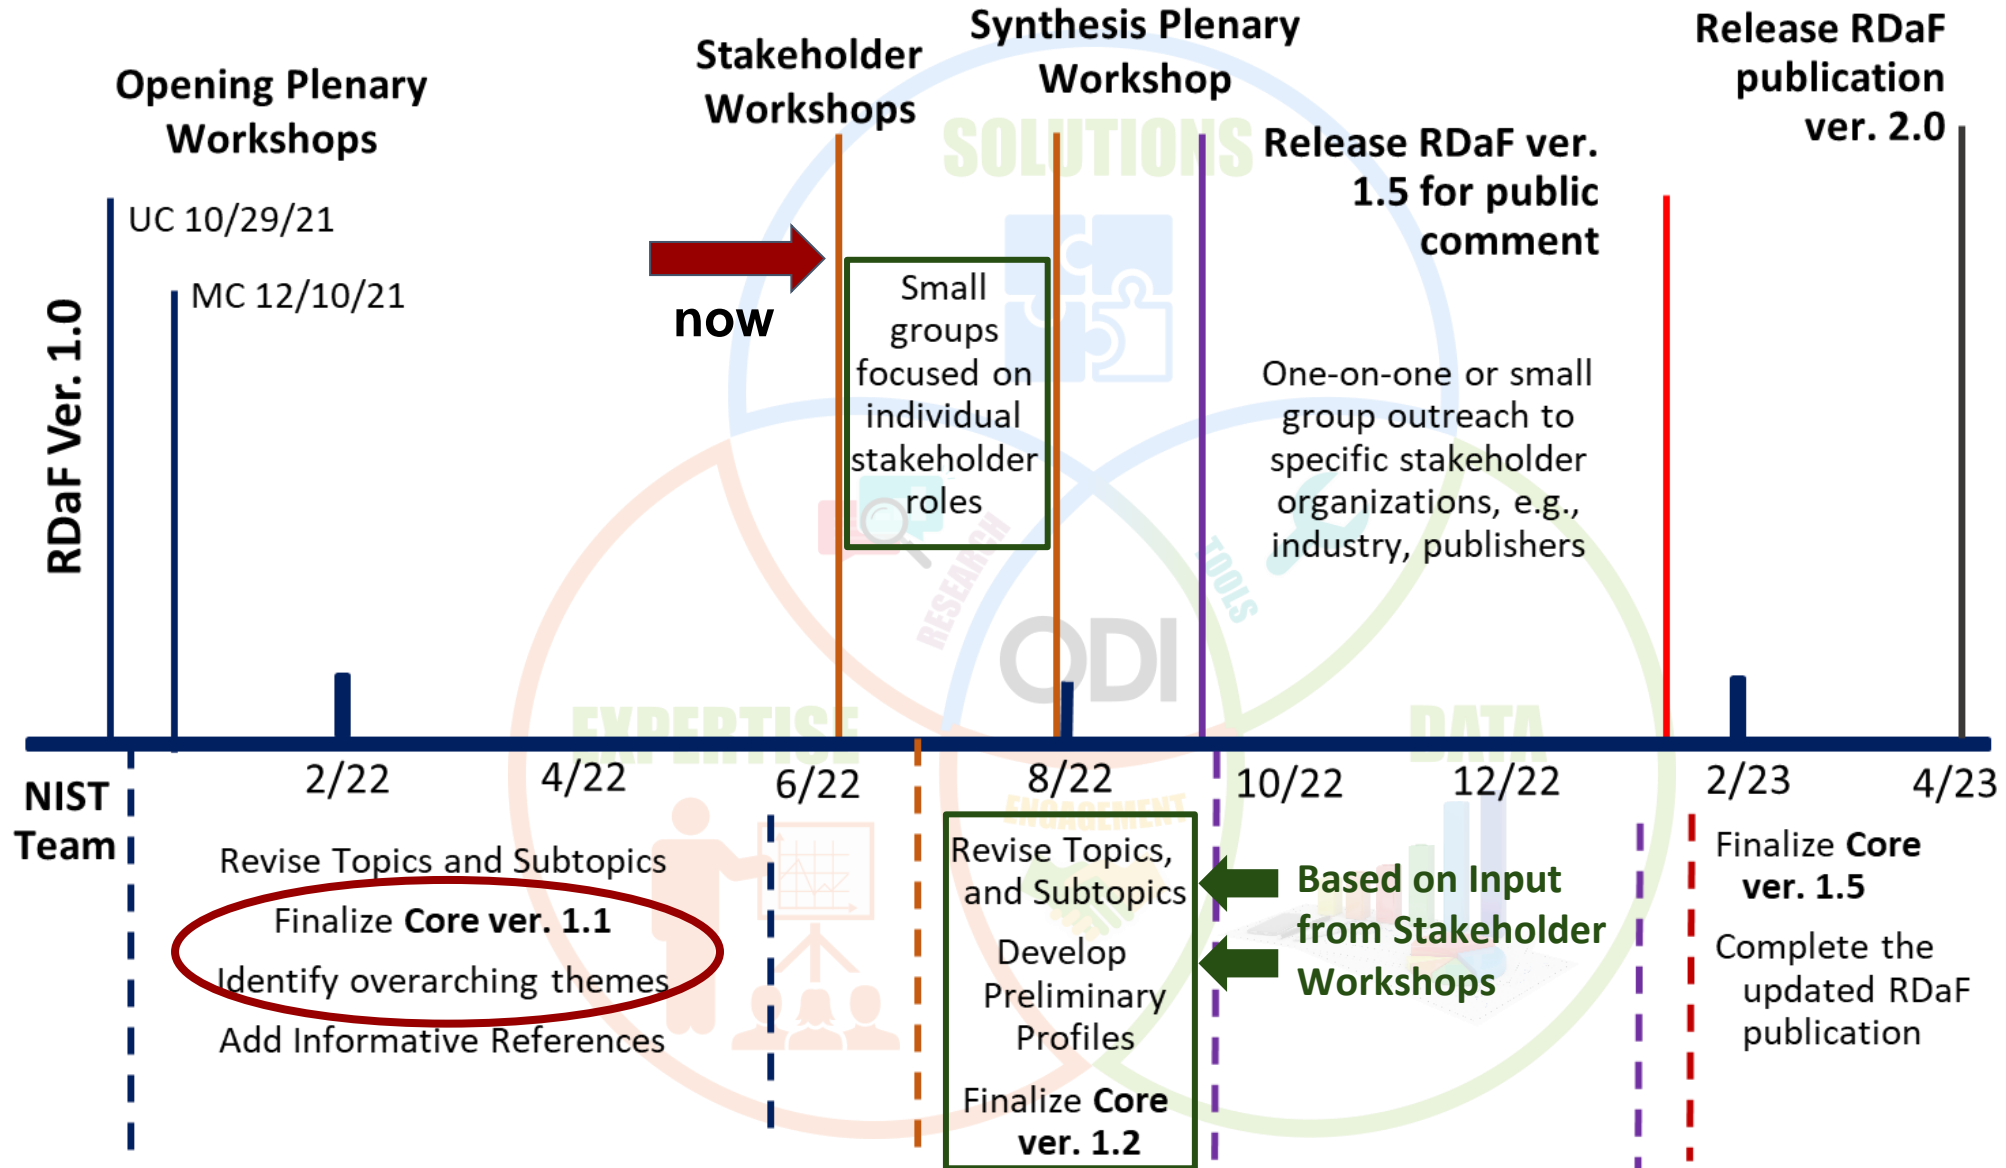 Opening Plenary
Workshops
Stakeholder
Workshops
Synthesis Plenary
Workshop
Release RDaF
publication
ver. 2.0
SOLUTIONS
Release RDaF ver.
1.5 for public
comment
UC 10/29/21
MC 12/10/21
now
RDaF Ver. 1.0
Small
groups
focused on
individual
stakeholder
roles
One-on-one or small
group outreach to
specific stakeholder
organizations, e.g.,
industry, publishers
RESEARCH
TOOLS
ODI
EXPERTISE
DATA
2/22
4/22
6/22
8/22
10/22
12/22
2/23
4/23
NIST
Team
ENGAGEMENT
Revise Topics and Subtopics
Finalize Core ver. 1.1
Identify overarching themes
Add Informative References
Revise Topics,
and Subtopics
Develop
Preliminary
Profiles
Finalize Core
ver. 1.2
Based on Input
from Stakeholder
Workshops
Finalize Core
ver. 1.5
Complete the
updated RDaF
publication